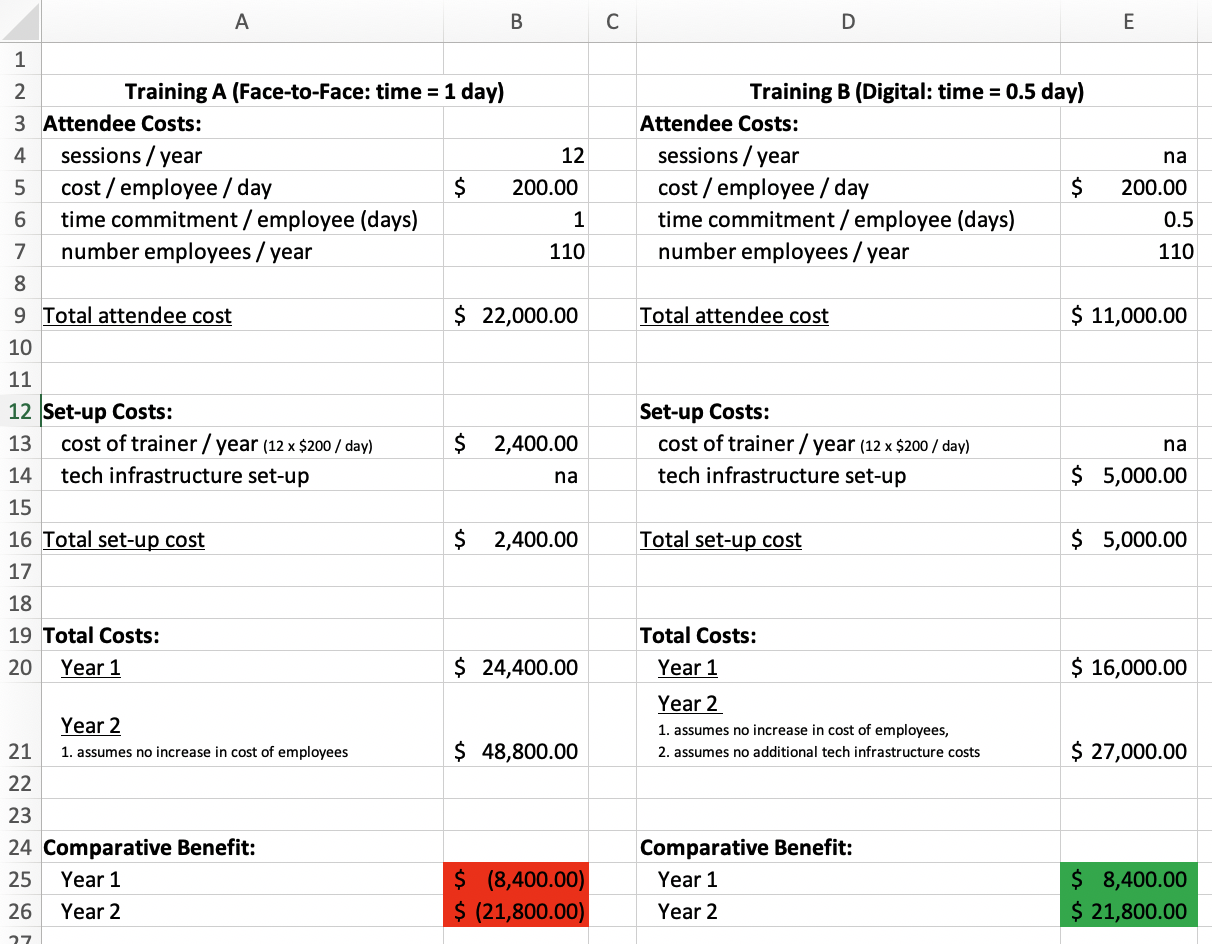 A B C D E
1
2 Training A (Face-to-Face: time = 1 day) Training B (Digital: time = 0.5 day)
3 Attendee Costs: Attendee Costs:
4 sessions / year 12 sessions / year na
5 cost / employee / day $ 200.00 cost / employee / day $ 200.00
6 time commitment / employee (days) 1 time commitment / employee (days) 0.5
7 number employees / year 110 number employees / year 110
8
9 Total attendee cost $ 22,000.00 Total attendee cost $ 11,000.00
10
11
12 Set-up Costs: Set-up Costs:
13 cost of trainer / year (12 x $200 / day) $ 2,400.00 cost of trainer / year (12 x $200 / day) na
14 tech infrastructure set-up na tech infrastructure set-up $ 5,000.00
15
16 Total set-up cost $ 2,400.00 Total set-up cost $ 5,000.00
17
18
19 Total Costs: Total Costs:
20 Year 1 $ 24,400.00 Year 1 $ 16,000.00
Year 2
Year 2
1. assumes no increase in cost of employees,
21 1. assumes no increase in cost of employees $ 48,800.00 2. assumes no additional tech infrastructure costs $ 27,000.00
22
23
24 Comparative Benefit: Comparative Benefit:
25 Year 1 $ (8,400.00) Year 1 $ 8,400.00
26 Year 2 $ (21,800.00) Year 2 $ 21,800.00
27